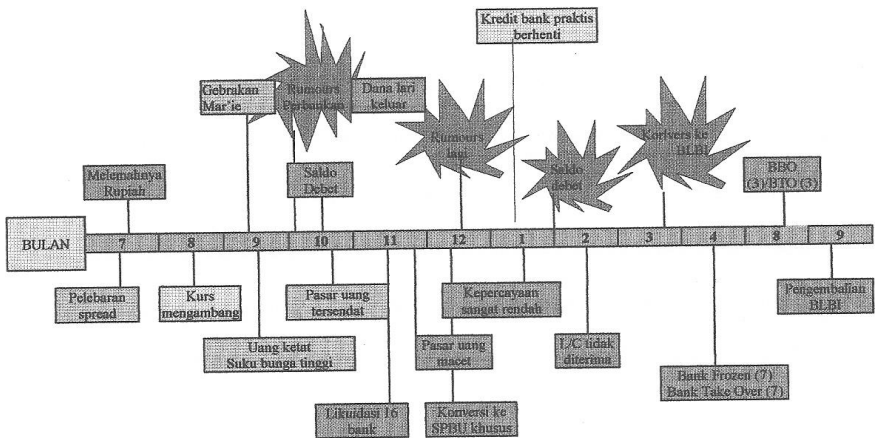 Kredit bank praktis
berhenti
Gebrakan
Mar'ie
Rumours
Perbankan
Dana lari
keluar
Rumours
lagi
Saldo
debet
Konvers ke
BLBI
Melemahnya
Rupiah
Saldo
Debet
BBO
(3)/BTO (3)
BULAN
7 8 9 10 11 12 1 2 3 4 8 9
Pelebaran
spread
Kurs
mengambang
Pasar uang
tersendat
Kepercayaan
sangat rendah
Pengembalian
BLBI
Uang ketat
Suku bunga tinggi
Pasar uang
macet
L/C tidak
diterima
Bank Frozen (7)
Bank Take Over (7)
Likuidasi 16
bank
Konversi ke
SPBU khusus